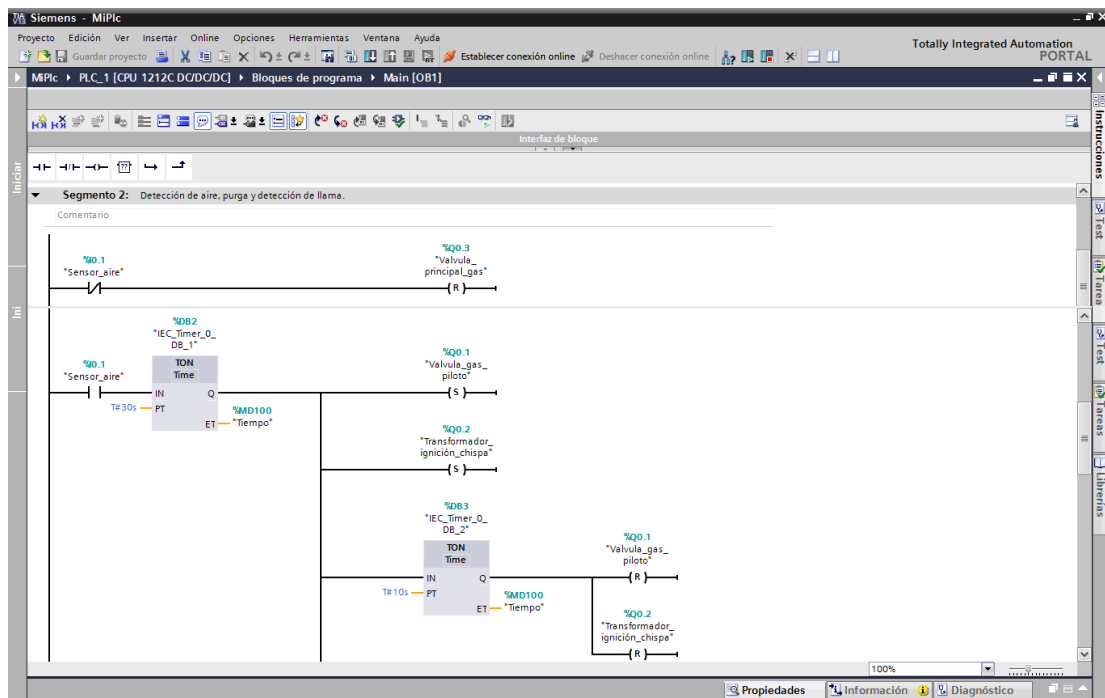 Siemens - MiPlc
Proyecto Edición Ver Insertar Online Opciones Herramientas Ventana Ayuda
Totally Integrated Automation
PORTAL
Guardar proyecto Establecer conexión online Deshacer conexión online
MiPlc PLC_1 [CPU 1212C DC/DC/DC] Bloques de programa Main [OB1]
Interfaz de bloque
Segmento 2: Detección de aire, purga y detección de llama.
Comentario
%Q0.3
"Valvula_
principal_gas"
%I0.1
"Sensor_aire"
R
%DB2
"IEC_Timer_0_
DB_1"
TON
Time
IN Q
PT
ET
%I0.1
"Sensor_aire"
T#30s
%MD100
"Tiempo"
%Q0.1
"Valvula_gas_
piloto"
S
%Q0.2
"Transformador_
ignición_chispa"
S
%DB3
"IEC_Timer_0_
DB_2"
TON
Time
IN Q
PT
ET
T#10s
%MD100
"Tiempo"
%Q0.1
"Valvula_gas_
piloto"
R
%Q0.2
"Transformador_
ignición_chispa"
R
100%
Propiedades Información Diagnóstico
Iniciar
Ini
Instrucciones
Test
Tarea
Test
Tareas
Librerías